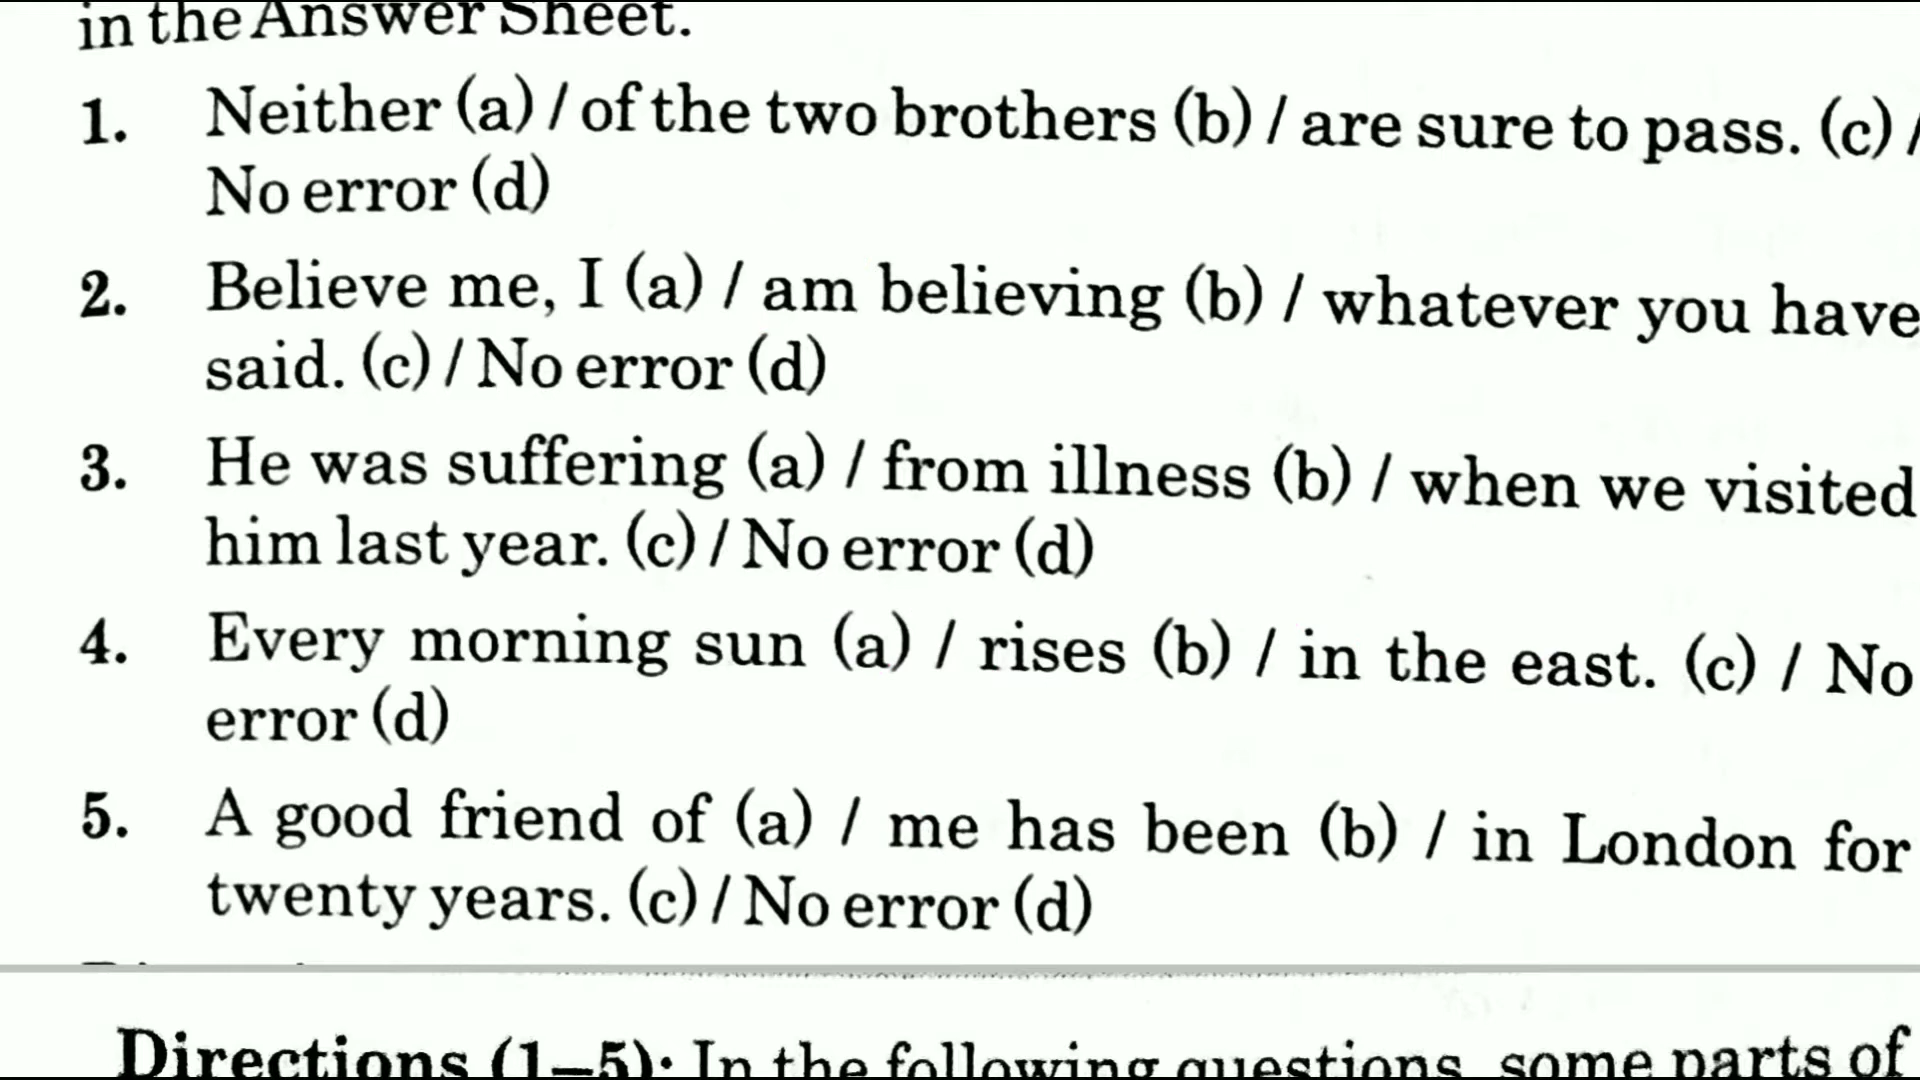 in the Answer Sheet.
1. Neither (a) / of the two brothers (b) / are sure to pass. (c) /
No error (d)
2. Believe me, I (a) / am believing (b) / whatever you have
said. (c) / No error (d)
3. He was suffering (a) / from illness (b) / when we visited
him last year. (c) / No error (d)
4. Every morning sun (a) / rises (b) / in the east. (c) / No
error (d)
5. A good friend of (a) / me has been (b) / in London for
twenty years. (c) / No error (d)
Directions (1–5): In the following questions, some parts of